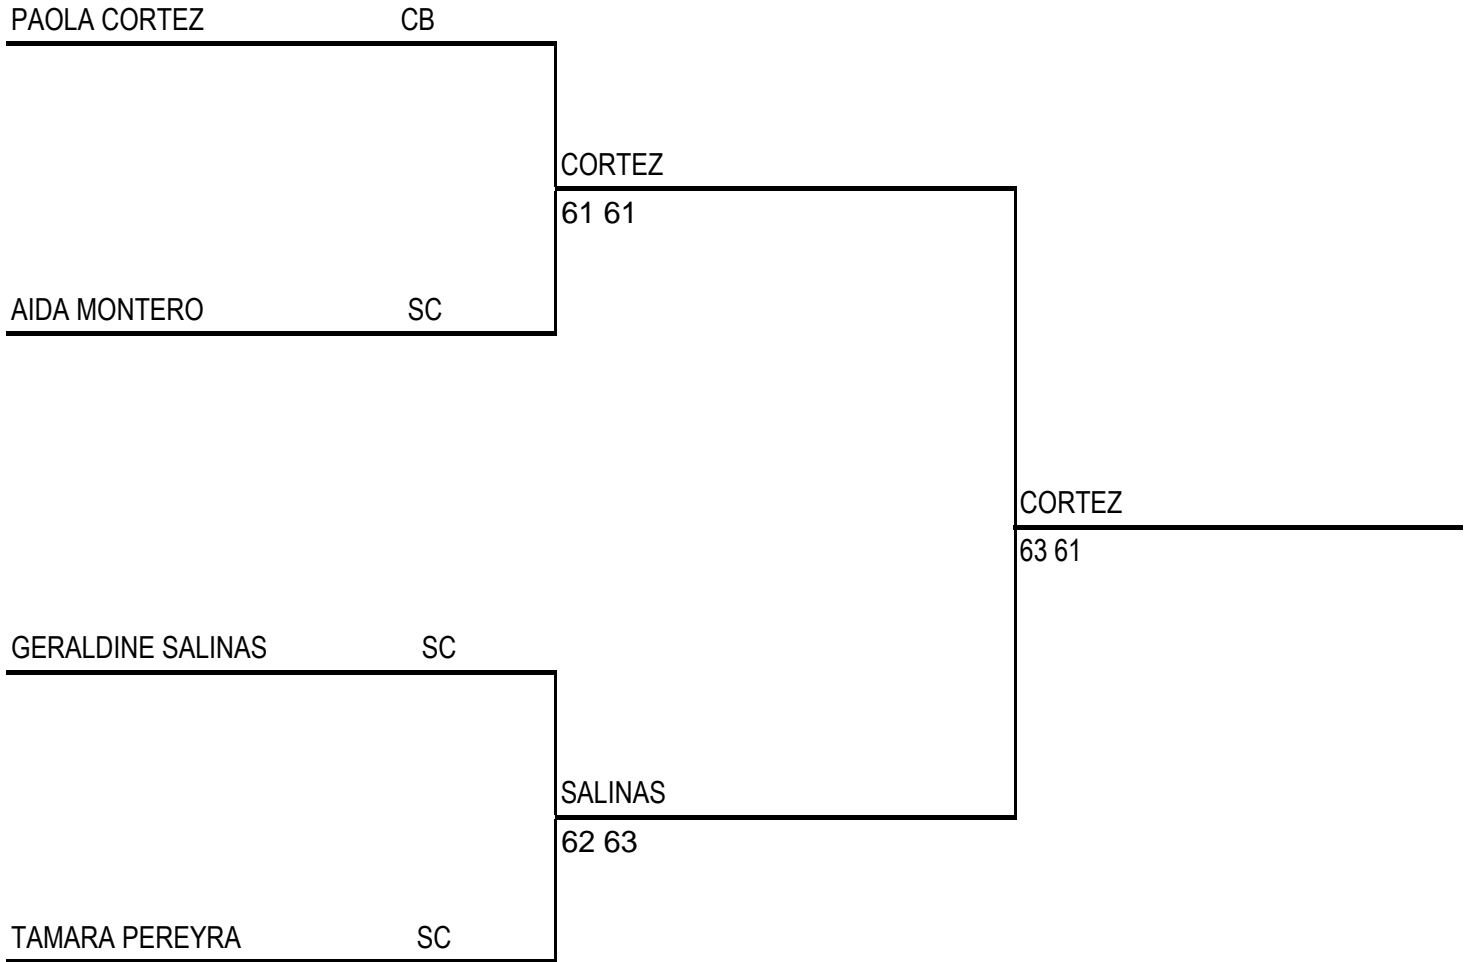 PAOLA CORTEZ CB
CORTEZ
61 61
AIDA MONTERO SC
CORTEZ
63 61
GERALDINE SALINAS SC
SALINAS
62 63
TAMARA PEREYRA SC